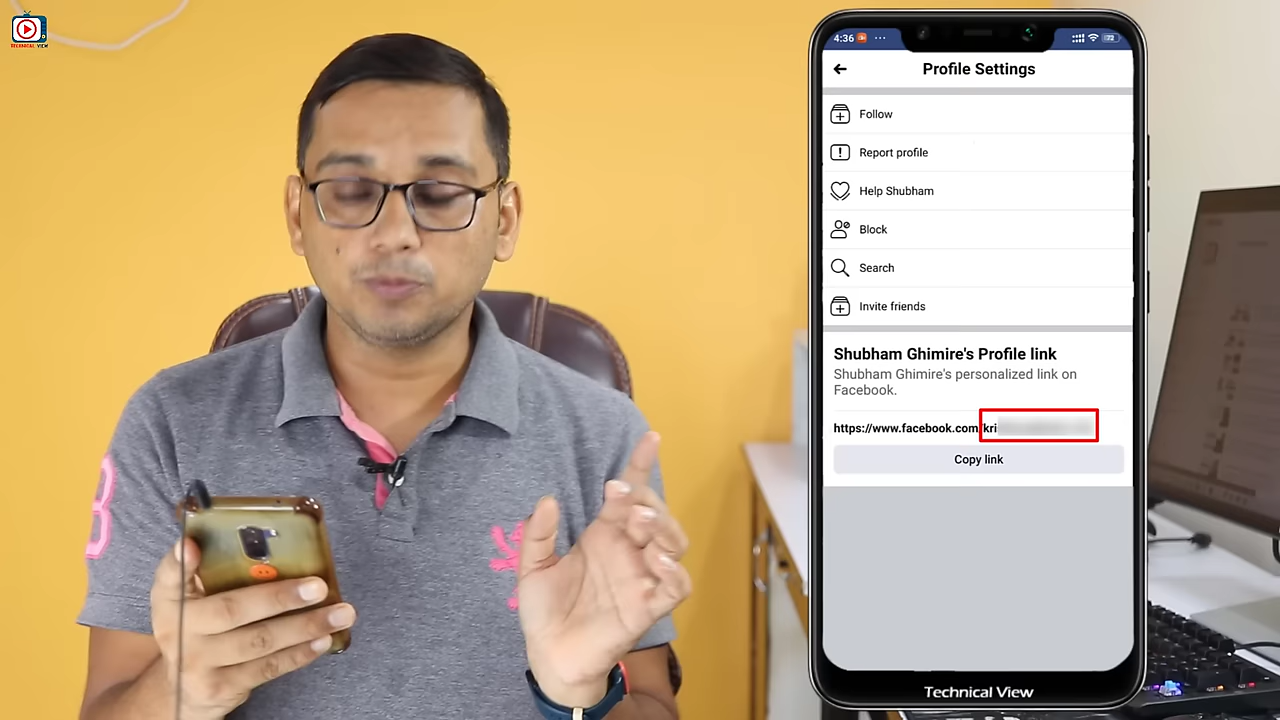 TECHNICAL VIEW
4:36
72
Profile Settings
Follow
Report profile
Help Shubham
Block
Search
Invite friends
Shubham Ghimire's Profile link
Shubham Ghimire's personalized link on
Facebook.
https://www.facebook.com/kri
Copy link
Technical View